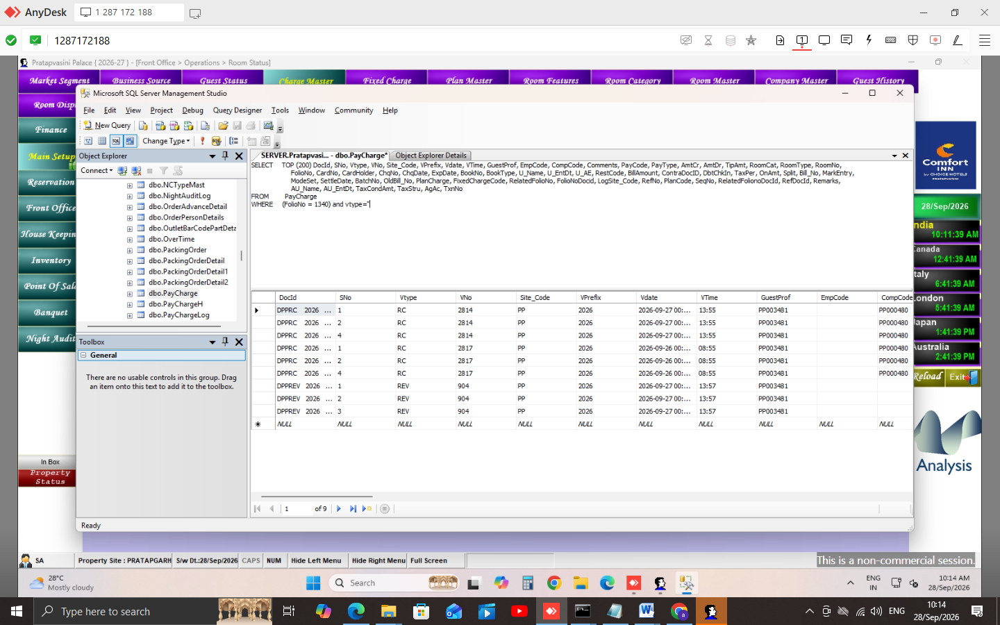 AnyDesk
1 287 172 188
1287172188
Pratapvasini Palace { 2026-27 } - [Front Office > Operations > Room Status]
Market Segment Business Source Guest Status Charge Master Fixed Charge Plan Master Room Features Room Category Room Master Company Master Guest History
Room Disp
Finance
Main Setup
Reservation
Front Offic
House Keepin
Inventory
Point Of Sal
Banquet
Night Audit
In Box
Property
Status
Microsoft SQL Server Management Studio
File Edit View Project Debug Query Designer Tools Window Community Help
New Query
Change Type
Object Explorer
Connect
dbo.NCTypeMast
dbo.NightAuditLog
dbo.OrderAdvanceDetail
dbo.OrderPersonDetails
dbo.OutletBarCodePartDeta
dbo.OverTime
dbo.PackingOrder
dbo.PackingOrderDetail
dbo.PackingOrderDetail1
dbo.PackingOrderDetail2
dbo.PayCharge
dbo.PayChargeH
dbo.PayChargeLog
Toolbox
General
There are no usable controls in this group. Drag
an item onto this text to add it to the toolbox.
SERVER.Pratapvasi... - dbo.PayCharge* Object Explorer Details
SELECT TOP (200) DocId, SNo, Vtype, VNo, Site_Code, VPrefix, Vdate, VTime, GuestProf, EmpCode, CompCode, Comments, PayCode, PayType, AmtCr, AmtDr, TipAmt, RoomCat, RoomType, RoomNo,
FolioNo, CardNo, CardHolder, ChqNo, ChqDate, ExpDate, BookNo, BookType, U_Name, U_EntDt, U_AE, RestCode, BillAmount, ContraDocID, DbtChkIn, TaxPer, OnAmt, Split, Bill_No, MarkEntry,
ModeSet, SettleDate, BatchNo, OldBill_No, PlanCharge, FixedChargeCode, RelatedFolioNo, FolioNoDocid, LogSite_Code, RefNo, PlanCode, SeqNo, RelatedFolionoDocId, RefDocId, Remarks,
AU_Name, AU_EntDt, TaxCondAmt, TaxStru, AgAc, TxnNo
FROM PayCharge
WHERE (FolioNo = 1340) and vtype=''
DocId SNo Vtype VNo Site_Code VPrefix Vdate VTime GuestProf EmpCode CompCode
DPPRC 2026 ... 1 RC 2814 PP 2026 2026-09-27 00:... 13:55 PP003481 PP000480
DPPRC 2026 ... 2 RC 2814 PP 2026 2026-09-27 00:... 13:55 PP003481 PP000480
DPPRC 2026 ... 4 RC 2814 PP 2026 2026-09-27 00:... 13:55 PP003481 PP000480
DPPRC 2026 ... 1 RC 2817 PP 2026 2026-09-26 00:... 08:55 PP003481 PP000480
DPPRC 2026 ... 2 RC 2817 PP 2026 2026-09-26 00:... 08:55 PP003481 PP000480
DPPRC 2026 ... 4 RC 2817 PP 2026 2026-09-26 00:... 08:55 PP003481 PP000480
DPPREV 2026 ... 1 REV 904 PP 2026 2026-09-27 00:... 13:57 PP003481
DPPREV 2026 ... 2 REV 904 PP 2026 2026-09-27 00:... 13:57 PP003481
DPPREV 2026 ... 3 REV 904 PP 2026 2026-09-27 00:... 13:57 PP003481
NULL NULL NULL NULL NULL NULL NULL NULL NULL NULL NULL
1 of 9
Ready
Comfort
INN
BY CHOICE HOTELS
PRATAPGARH
28/Sep/2026
ndia
10:11:39 AM
anada
12:41:39 AM
taly
6:41:39 AM
ondon
5:41:39 AM
apan
1:41:39 PM
ustralia
2:41:39 PM
Reload Exit
Analysis
SA Property Site : PRATAPGARH S/w Dt.:28/Sep/2026 CAPS NUM Hide Left Menu Hide Right Menu Full Screen
This is a non-commercial session.
28°C
Mostly cloudy
Search
ENG
IN
10:14 AM
28/Sep/2026
Type here to search
ENG
10:14
28/Sep/2026